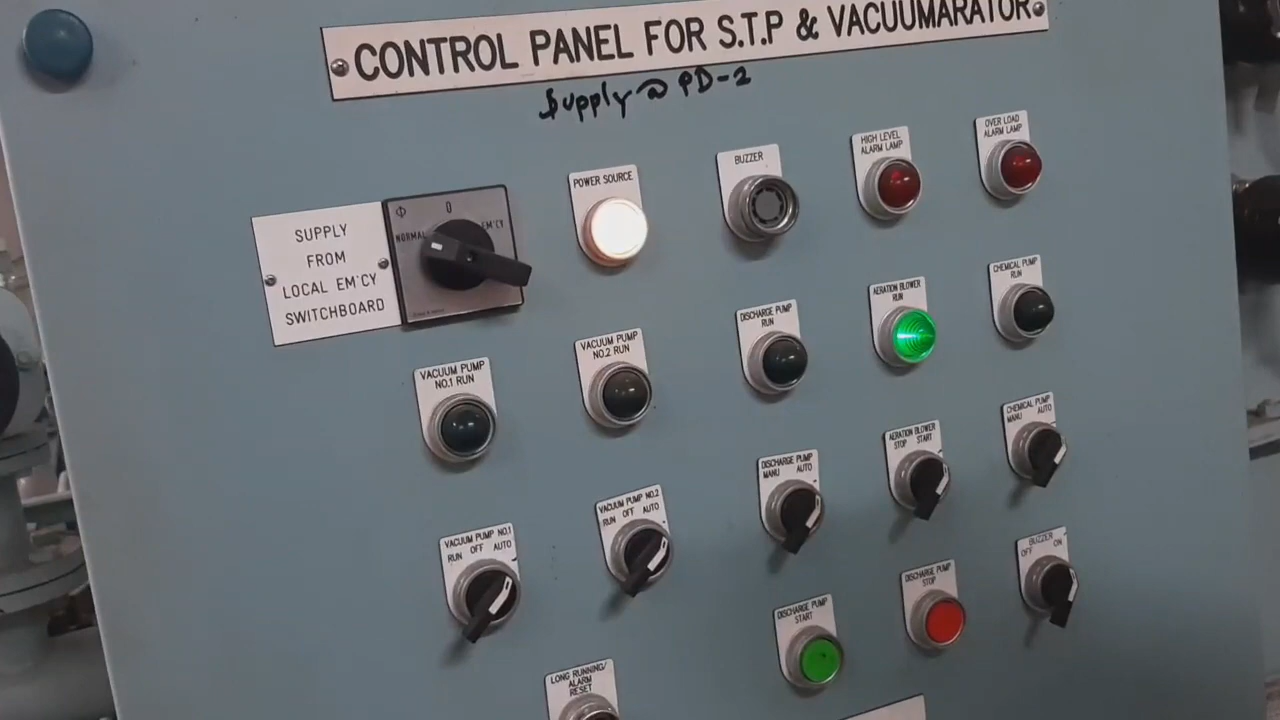 CONTROL PANEL FOR S.T.P & VACUUMARATOR
Supply @ PD-2
OVER LOAD
ALARM LAMP
HIGH LEVEL
ALARM LAMP
BUZZER
POWER SOURCE
SUPPLY
FROM
LOCAL EM'CY
SWITCHBOARD
0
NORMAL EM'CY
VACUUM PUMP
NO.1 RUN
VACUUM PUMP
NO.2 RUN
DISCHARGE PUMP
RUN
AERATION BLOWER
RUN
CHEMICAL PUMP
RUN
VACUUM PUMP NO.1
RUN OFF AUTO
VACUUM PUMP NO.2
RUN OFF AUTO
DISCHARGE PUMP
MANU AUTO
AERATION BLOWER
STOP START
CHEMICAL PUMP
MANU AUTO
LONG RUNNING/
ALARM
RESET
DISCHARGE PUMP
START
DISCHARGE PUMP
STOP
BUZZER
OFF ON